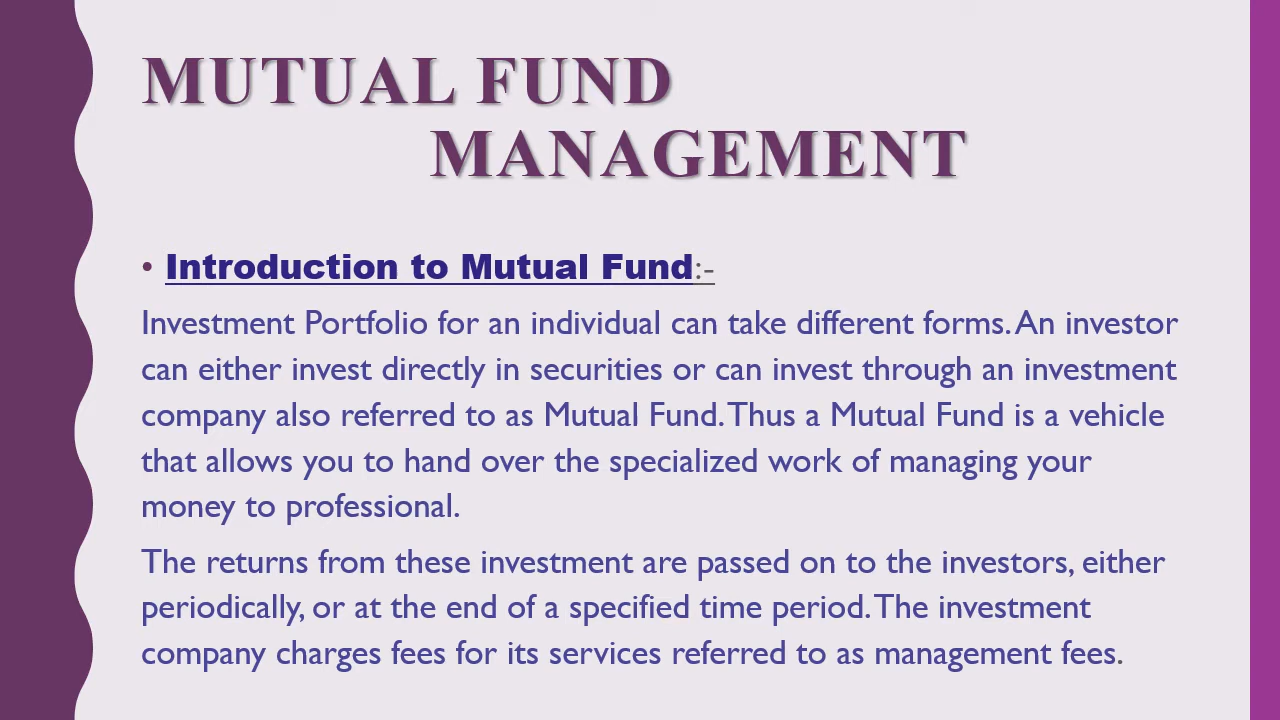 MUTUAL FUND
MANAGEMENT
• Introduction to Mutual Fund:-
Investment Portfolio for an individual can take different forms. An investor
can either invest directly in securities or can invest through an investment
company also referred to as Mutual Fund. Thus a Mutual Fund is a vehicle
that allows you to hand over the specialized work of managing your
money to professional.
The returns from these investment are passed on to the investors, either
periodically, or at the end of a specified time period. The investment
company charges fees for its services referred to as management fees.